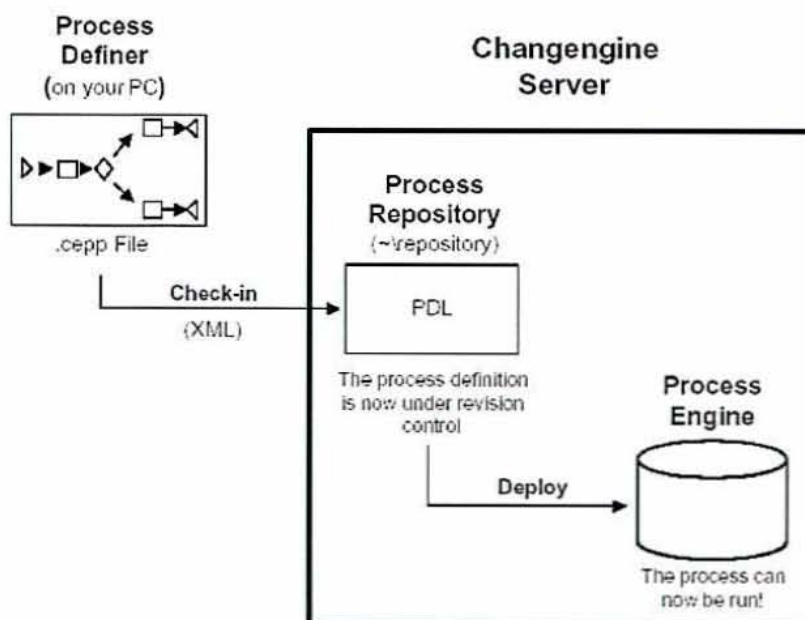 Process
Definer
(on your PC)
.cepp File
Check-in
(XML)
Changengine
Server
Process
Repository
(~\repository)
PDL
The process definition
is now under revision
control
Deploy
Process
Engine
The process can
now be run!